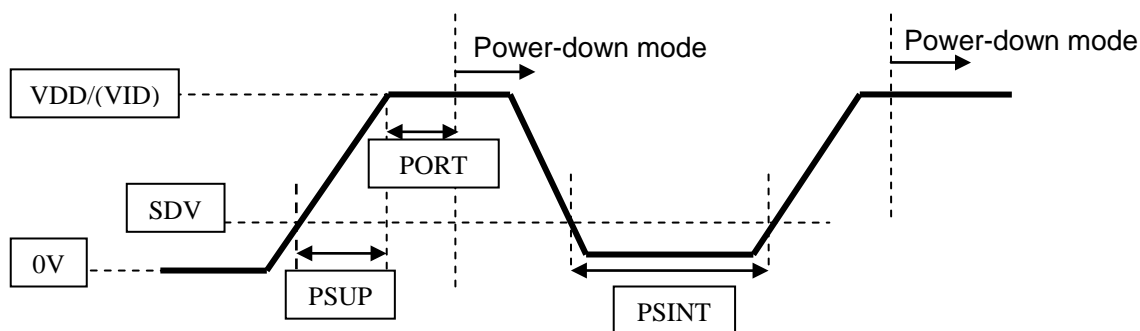 Power-down mode
Power-down mode
VDD/(VID)
PORT
SDV
0V
PSUP
PSINT